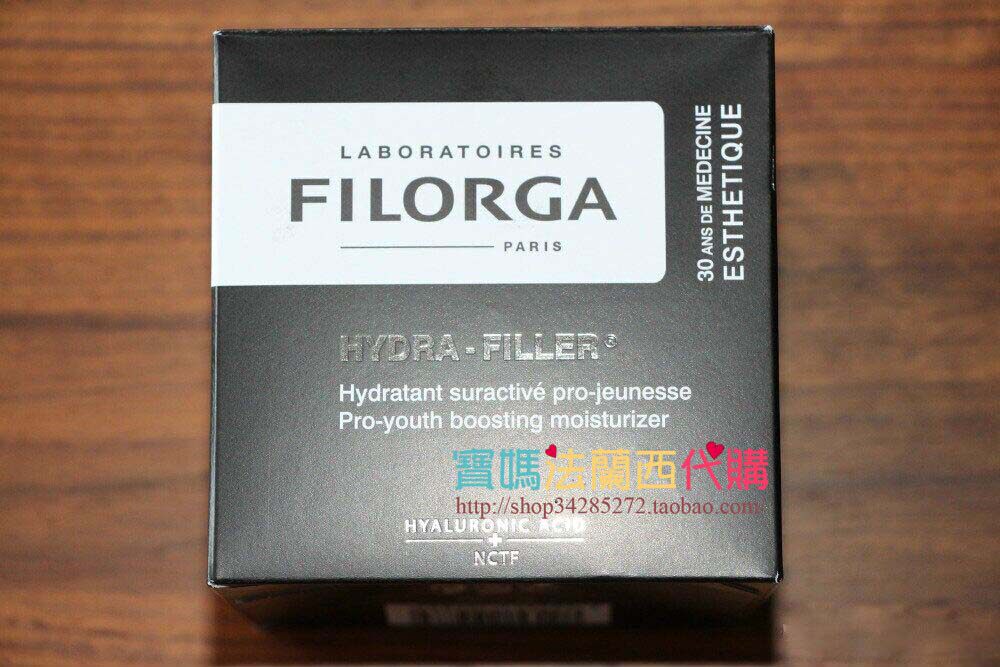 LABORATOIRES
FILORGA
PARIS
30 ANS DE MEDECINE
ESTHETIQUE
HYDRA-FILLER®
Hydratant suractivé pro-jeunesse
Pro-youth boosting moisturizer
寶媽法蘭西代購
http://shop34285272.taobao.com/
HYALURONIC ACID
+
NCTF